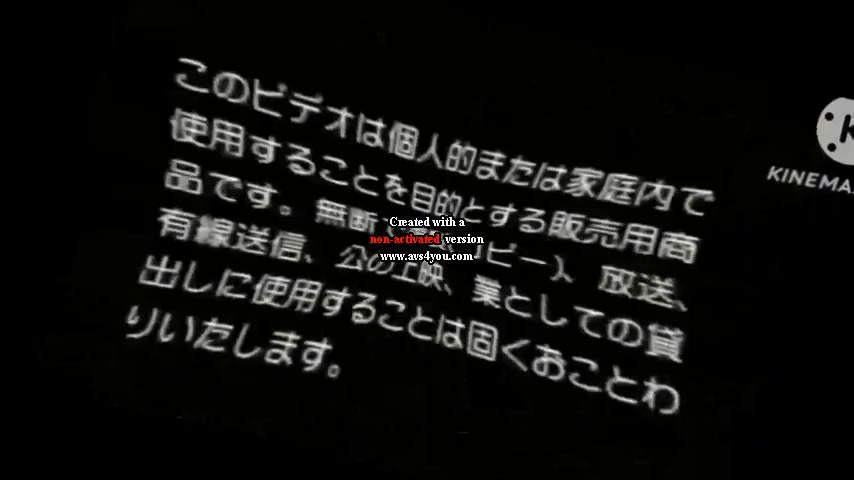 このビデオは個人的または家庭内で
使用することを目的とする販売用商
品です。無断で コピー)、放送、
有線送信、公の上映、業としての貸
出しに使用することは固くおことわ
りいたします。
Created with a
non-activated version
www.avs4you.com
KINEMA